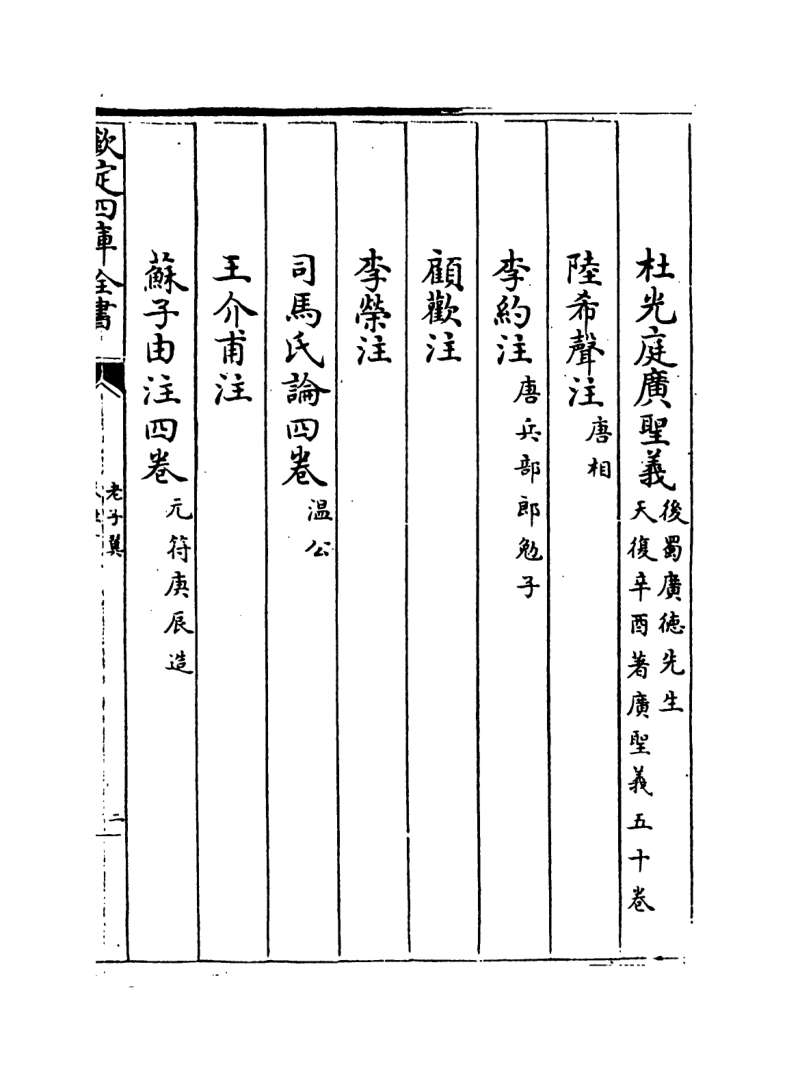 杜光庭廣聖義後蜀廣徳先生
天復辛酉著廣聖義五十卷
陸希聲注唐相
李約注唐兵部郎勉子
顧歡注
李榮注
司馬氏論四卷温公
王介甫注
蘇子由注四卷元符庚辰造
欽定四庫全書
老子翼
二